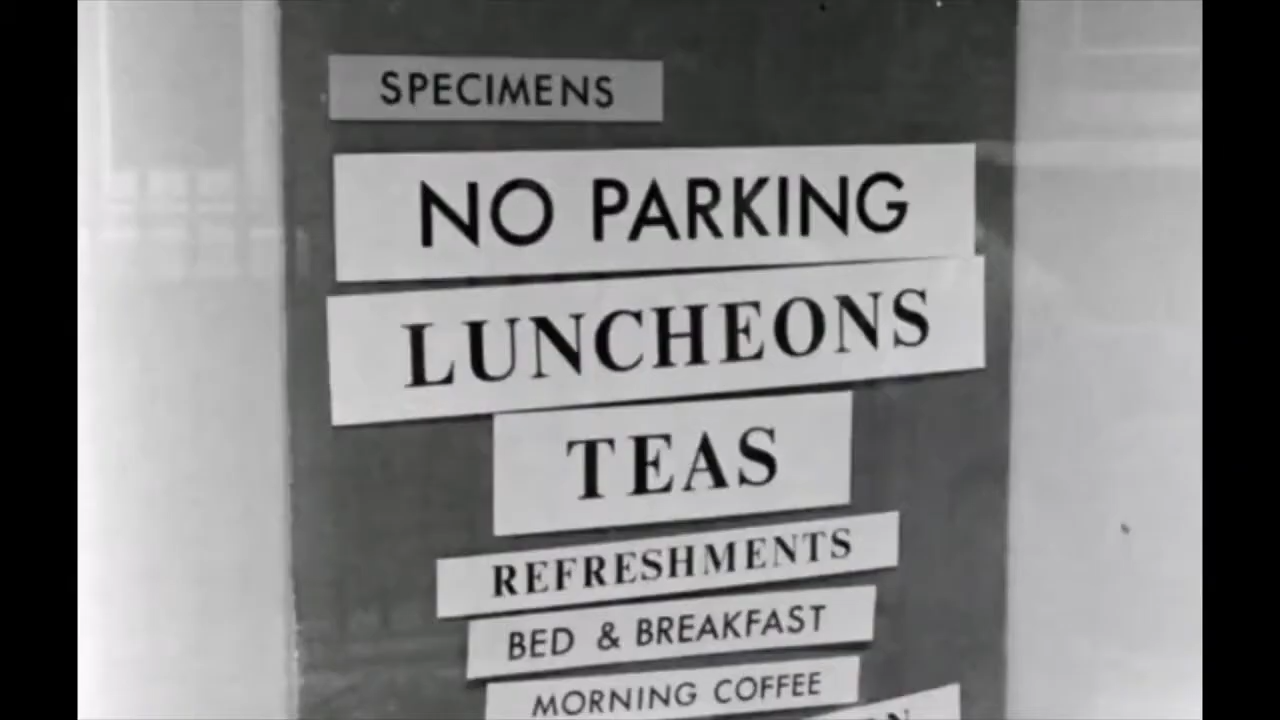 SPECIMENS
NO PARKING
LUNCHEONS
TEAS
REFRESHMENTS
BED & BREAKFAST
MORNING COFFEE